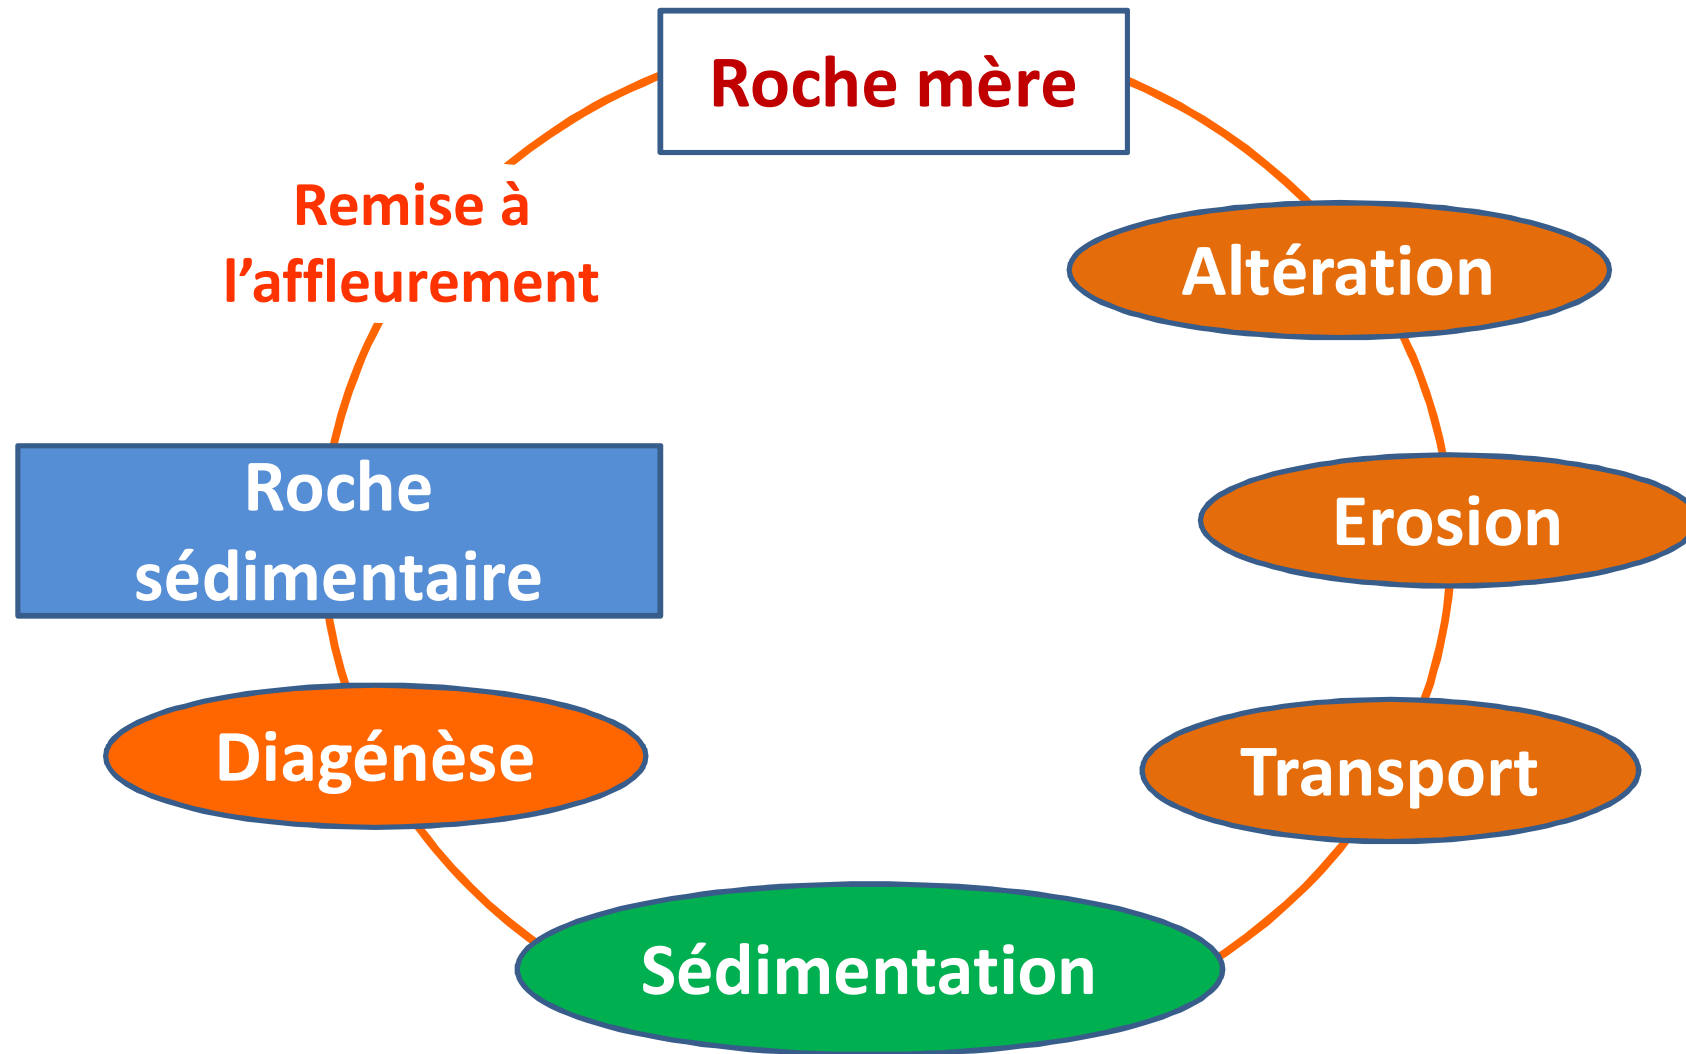 Roche mère
Remise à
l’affleurement
Altération
Roche
sédimentaire
Erosion
Diagénèse
Transport
Sédimentation